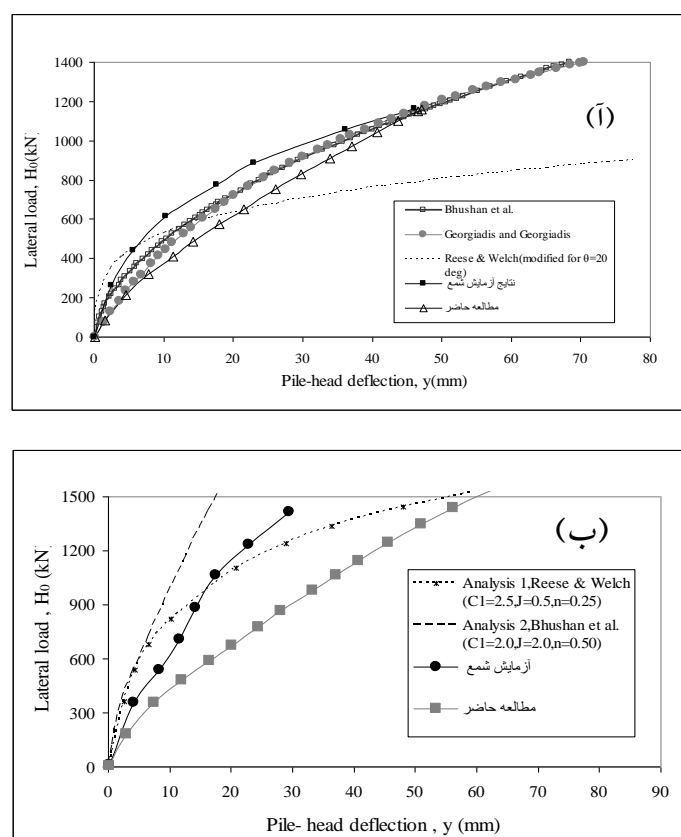 1400
1200
1000
800
600
400
200
0
Lateral load, H₀(kN)
(آ)
Bhushan et al.
Georgiadis and Georgiadis
Reese & Welch(modified for θ=20
deg)
نتایج آزمایش شمع
مطالعه حاضر
0 10 20 30 40 50 60 70 80
Pile-head deflection, y(mm)
1500
1200
900
600
300
0
Lateral load , H₀ (kN)
(ب)
Analysis 1,Reese & Welch
(C1=2.5,J=0.5,n=0.25)
Analysis 2,Bhushan et al.
(C1=2.0,J=2.0,n=0.50)
آزمایش شمع
مطالعه حاضر
0 10 20 30 40 50 60 70 80 90
Pile- head deflection , y (mm)